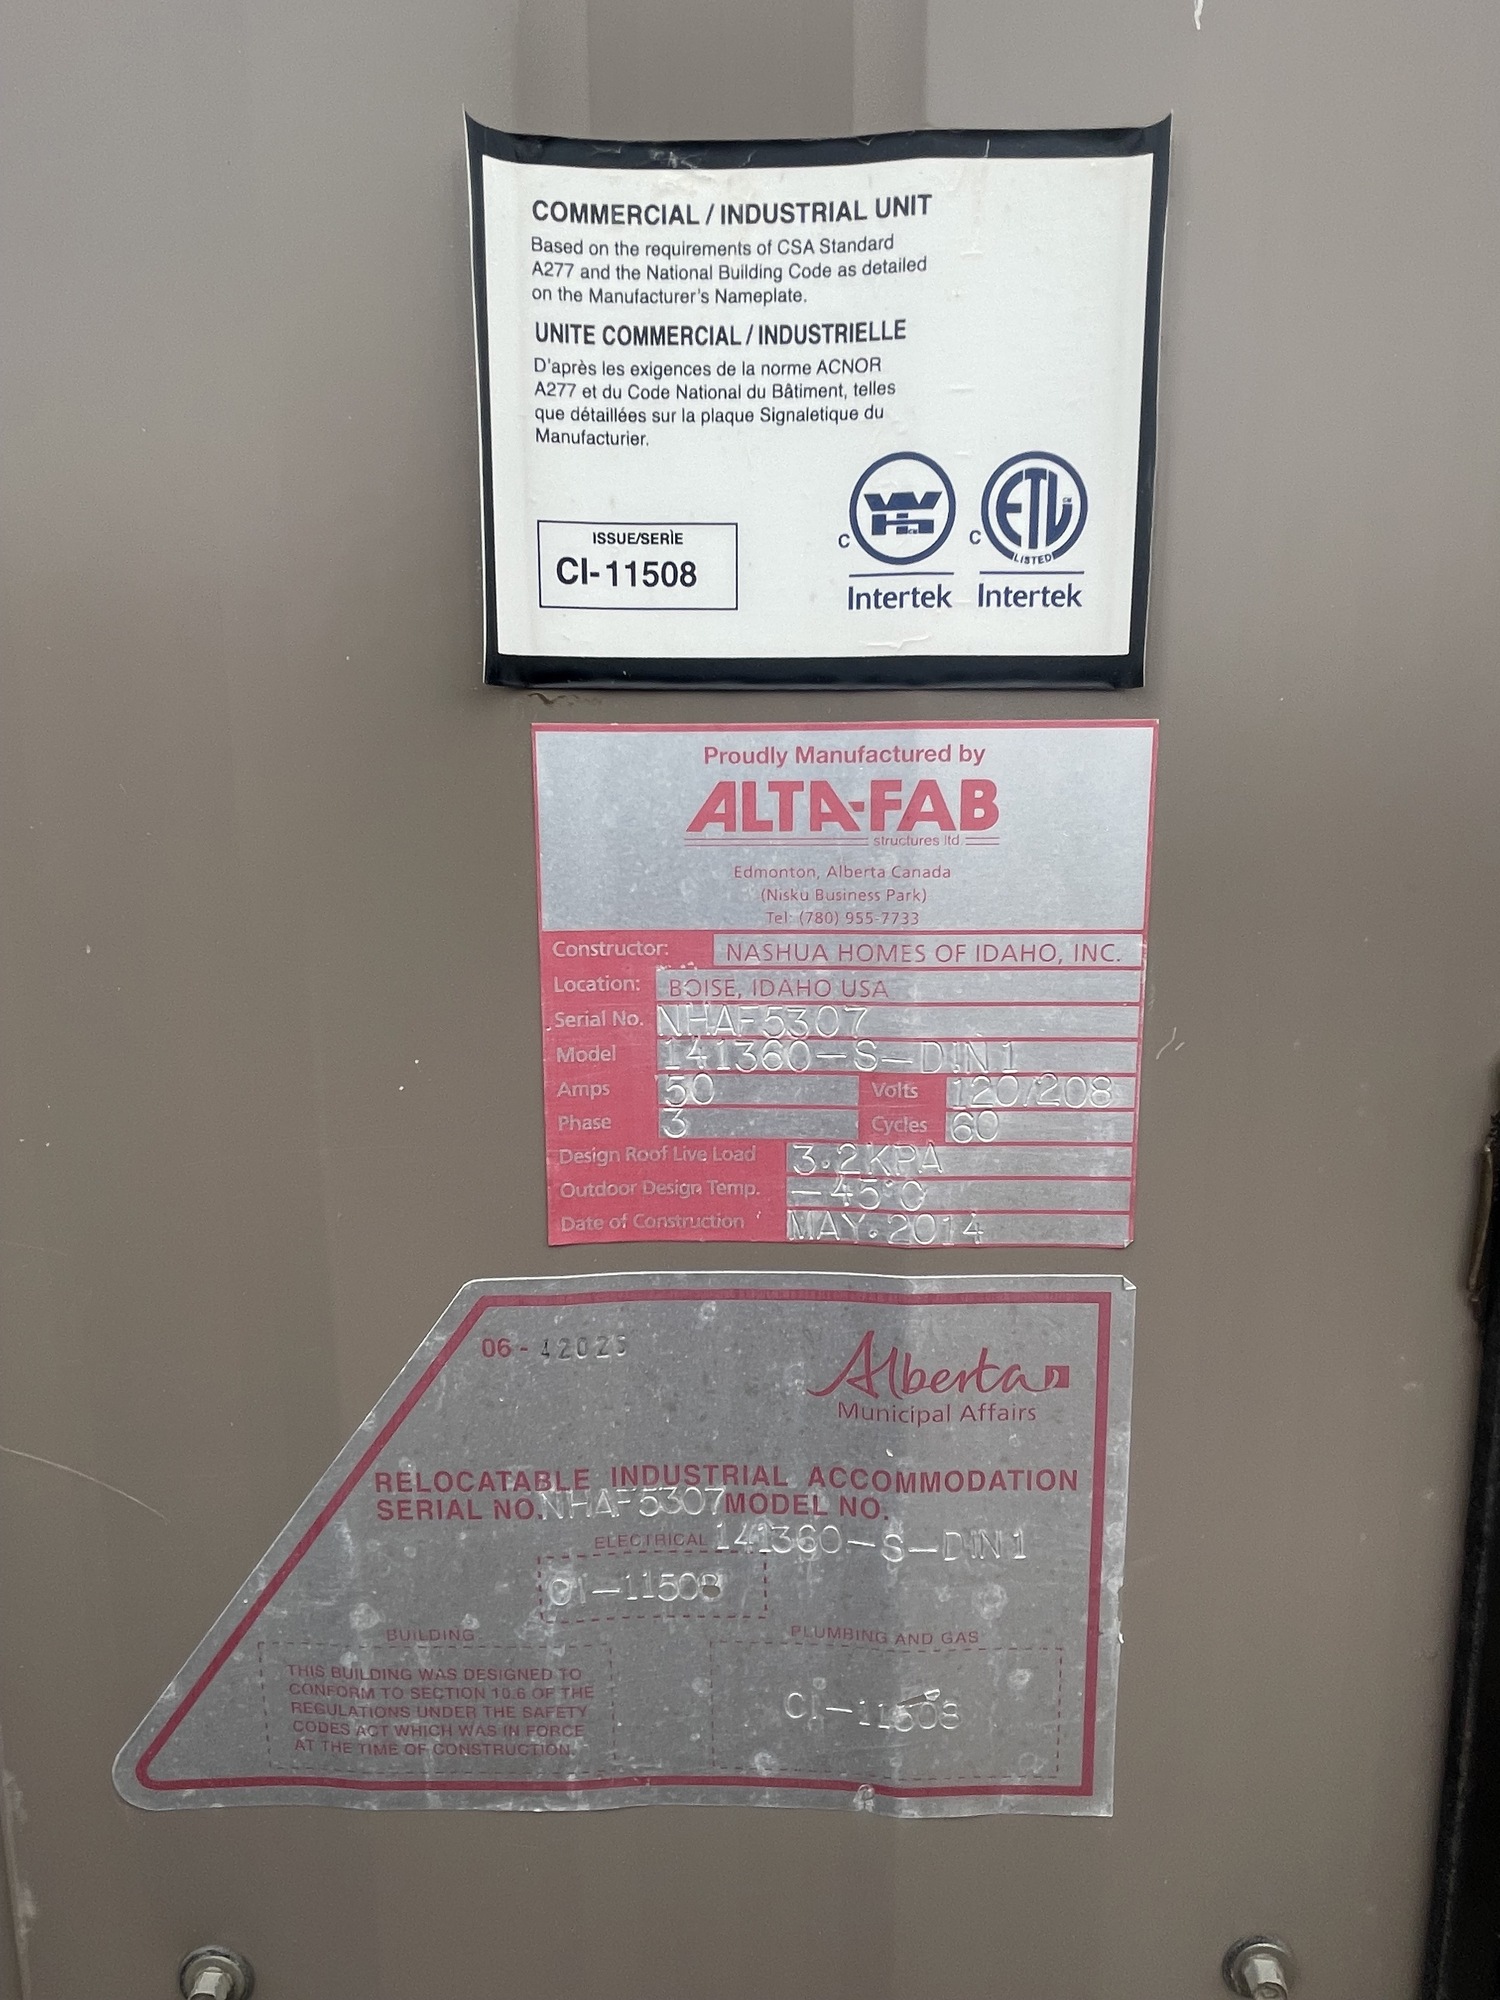 COMMERCIAL / INDUSTRIAL UNIT
Based on the requirements of CSA Standard
A277 and the National Building Code as detailed
on the Manufacturer's Nameplate.
UNITE COMMERCIAL / INDUSTRIELLE
D'après les exigences de la norme ACNOR
A277 et du Code National du Bâtiment, telles
que détaillées sur la plaque Signaletique du
Manufacturier.
ISSUE/SERÌE
CI-11508
C WH C ETL
LISTED
Intertek Intertek
Proudly Manufactured by
ALTA-FAB
structures ltd.
Edmonton, Alberta Canada
(Nisku Business Park)
Tel: (780) 955-7733
Constructor: NASHUA HOMES OF IDAHO, INC.
Location: BOISE, IDAHO USA
Serial No. NHAF5307
Model 141360-S-DIN1
Amps 50 Volts 120/208
Phase 3 Cycles 60
Design Roof Live Load 3.2KPA
Outdoor Design Temp. -45°C
Date of Construction MAY.2014
06-
Alberta
Municipal Affairs
RELOCATABLE INDUSTRIAL ACCOMMODATION
SERIAL NO. NHAF5307 MODEL NO.
ELECTRICAL 141360-S-DIN1
CI-11508
BUILDING
PLUMBING AND GAS
THIS BUILDING WAS DESIGNED TO
CONFORM TO SECTION 10.6 OF THE
REGULATIONS UNDER THE SAFETY
CODES ACT WHICH WAS IN FORCE
AT THE TIME OF CONSTRUCTION.
CI-11508